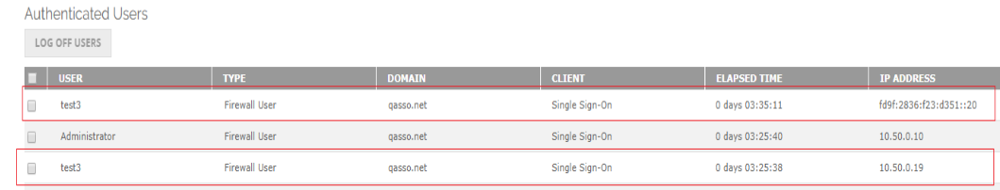 Authenticated Users
LOG OFF USERS
USER TYPE DOMAIN CLIENT ELAPSED TIME IP ADDRESS
test3 Firewall User qasso.net Single Sign-On 0 days 03:35:11 fd9f:2836:f23:d351::20
Administrator Firewall User qasso.net Single Sign-On 0 days 03:25:40 10.50.0.10
test3 Firewall User qasso.net Single Sign-On 0 days 03:25:38 10.50.0.19